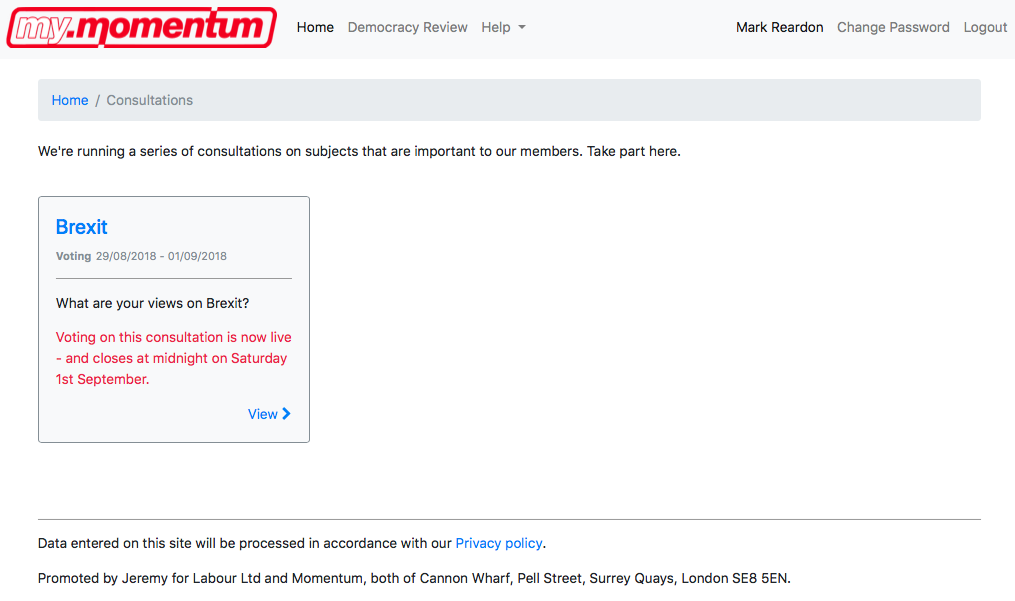 my.momentum Home Democracy Review Help Mark Reardon Change Password Logout
Home / Consultations
We're running a series of consultations on subjects that are important to our members. Take part here.
Brexit
Voting 29/08/2018 - 01/09/2018
What are your views on Brexit?
Voting on this consultation is now live
- and closes at midnight on Saturday
1st September.
View
Data entered on this site will be processed in accordance with our Privacy policy.
Promoted by Jeremy for Labour Ltd and Momentum, both of Cannon Wharf, Pell Street, Surrey Quays, London SE8 5EN.